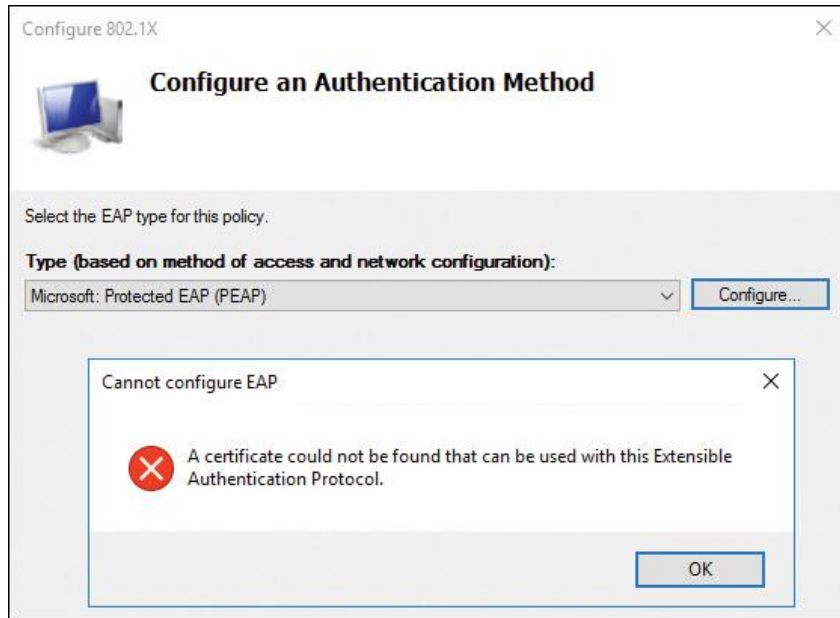 Configure 802.1X
Configure an Authentication Method
Select the EAP type for this policy.
Type (based on method of access and network configuration):
Microsoft: Protected EAP (PEAP)
Configure...
Cannot configure EAP
A certificate could not be found that can be used with this Extensible
Authentication Protocol.
OK